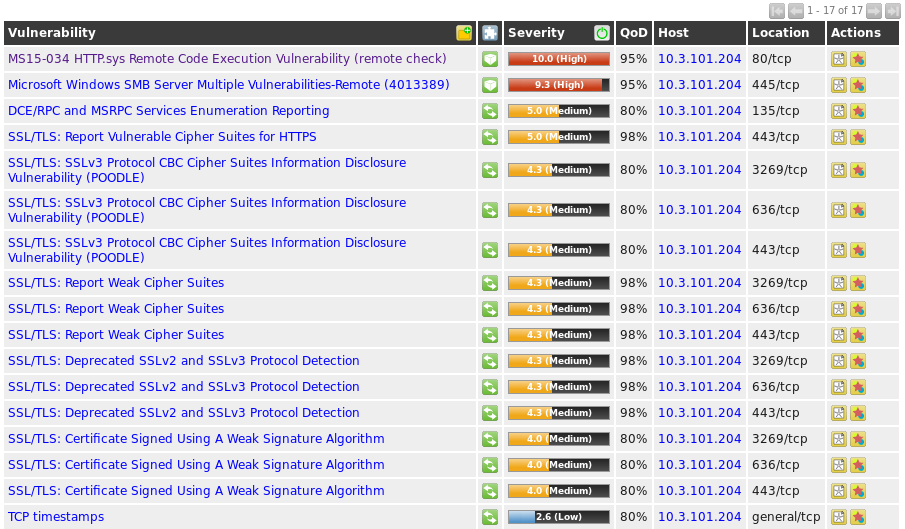 1 - 17 of 17
Vulnerability Severity QoD Host Location Actions
MS15-034 HTTP.sys Remote Code Execution Vulnerability (remote check) 10.0 (High) 95% 10.3.101.204 80/tcp
Microsoft Windows SMB Server Multiple Vulnerabilities-Remote (4013389) 9.3 (High) 95% 10.3.101.204 445/tcp
DCE/RPC and MSRPC Services Enumeration Reporting 5.0 (Medium) 80% 10.3.101.204 135/tcp
SSL/TLS: Report Vulnerable Cipher Suites for HTTPS 5.0 (Medium) 98% 10.3.101.204 443/tcp
SSL/TLS: SSLv3 Protocol CBC Cipher Suites Information Disclosure
Vulnerability (POODLE) 4.3 (Medium) 80% 10.3.101.204 3269/tcp
SSL/TLS: SSLv3 Protocol CBC Cipher Suites Information Disclosure
Vulnerability (POODLE) 4.3 (Medium) 80% 10.3.101.204 636/tcp
SSL/TLS: SSLv3 Protocol CBC Cipher Suites Information Disclosure
Vulnerability (POODLE) 4.3 (Medium) 80% 10.3.101.204 443/tcp
SSL/TLS: Report Weak Cipher Suites 4.3 (Medium) 98% 10.3.101.204 3269/tcp
SSL/TLS: Report Weak Cipher Suites 4.3 (Medium) 98% 10.3.101.204 636/tcp
SSL/TLS: Report Weak Cipher Suites 4.3 (Medium) 98% 10.3.101.204 443/tcp
SSL/TLS: Deprecated SSLv2 and SSLv3 Protocol Detection 4.3 (Medium) 98% 10.3.101.204 3269/tcp
SSL/TLS: Deprecated SSLv2 and SSLv3 Protocol Detection 4.3 (Medium) 98% 10.3.101.204 636/tcp
SSL/TLS: Deprecated SSLv2 and SSLv3 Protocol Detection 4.3 (Medium) 98% 10.3.101.204 443/tcp
SSL/TLS: Certificate Signed Using A Weak Signature Algorithm 4.0 (Medium) 80% 10.3.101.204 3269/tcp
SSL/TLS: Certificate Signed Using A Weak Signature Algorithm 4.0 (Medium) 80% 10.3.101.204 636/tcp
SSL/TLS: Certificate Signed Using A Weak Signature Algorithm 4.0 (Medium) 80% 10.3.101.204 443/tcp
TCP timestamps 2.6 (Low) 80% 10.3.101.204 general/tcp